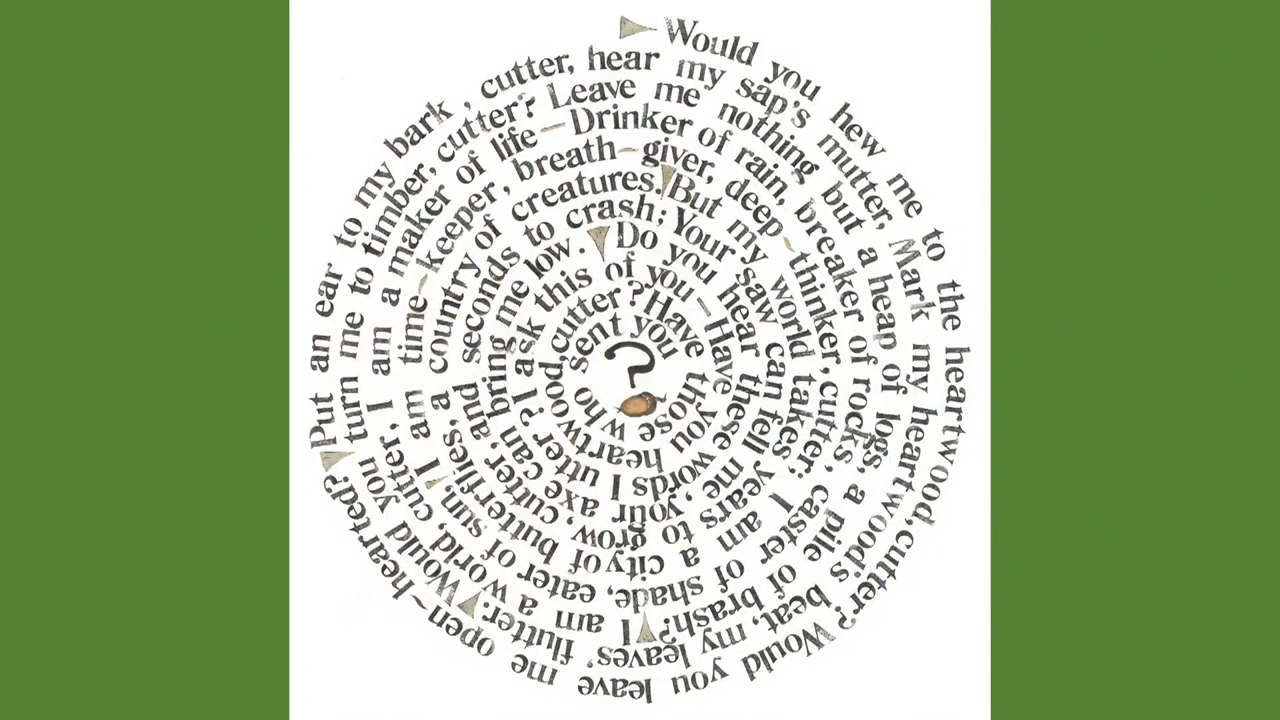 Would you hew me to the heartwood, cutter?
Would you leave me open~hearted?
Put an ear to my bark, cutter, hear my sap's mutter,
Mark my heartwood's beat, my leaves' flutter.
Would you turn me to timber, cutter?
Leave me nothing but a heap of logs, a pile of brash?
I am a world, cutter, I am a maker of life –
Drinker of rain, breaker of rocks, caster of shade, eater of sun,
I am time-keeper, breath-giver, deep-thinker, cutter;
I am a city of butterflies, a country of creatures.
But my world takes years to grow, cutter, and seconds to crash;
Your saw can fell me, your axe can bring me low.
Do you hear these words I utter? I ask this of you –
Have you heartwood, cutter? Have those who sent you
?